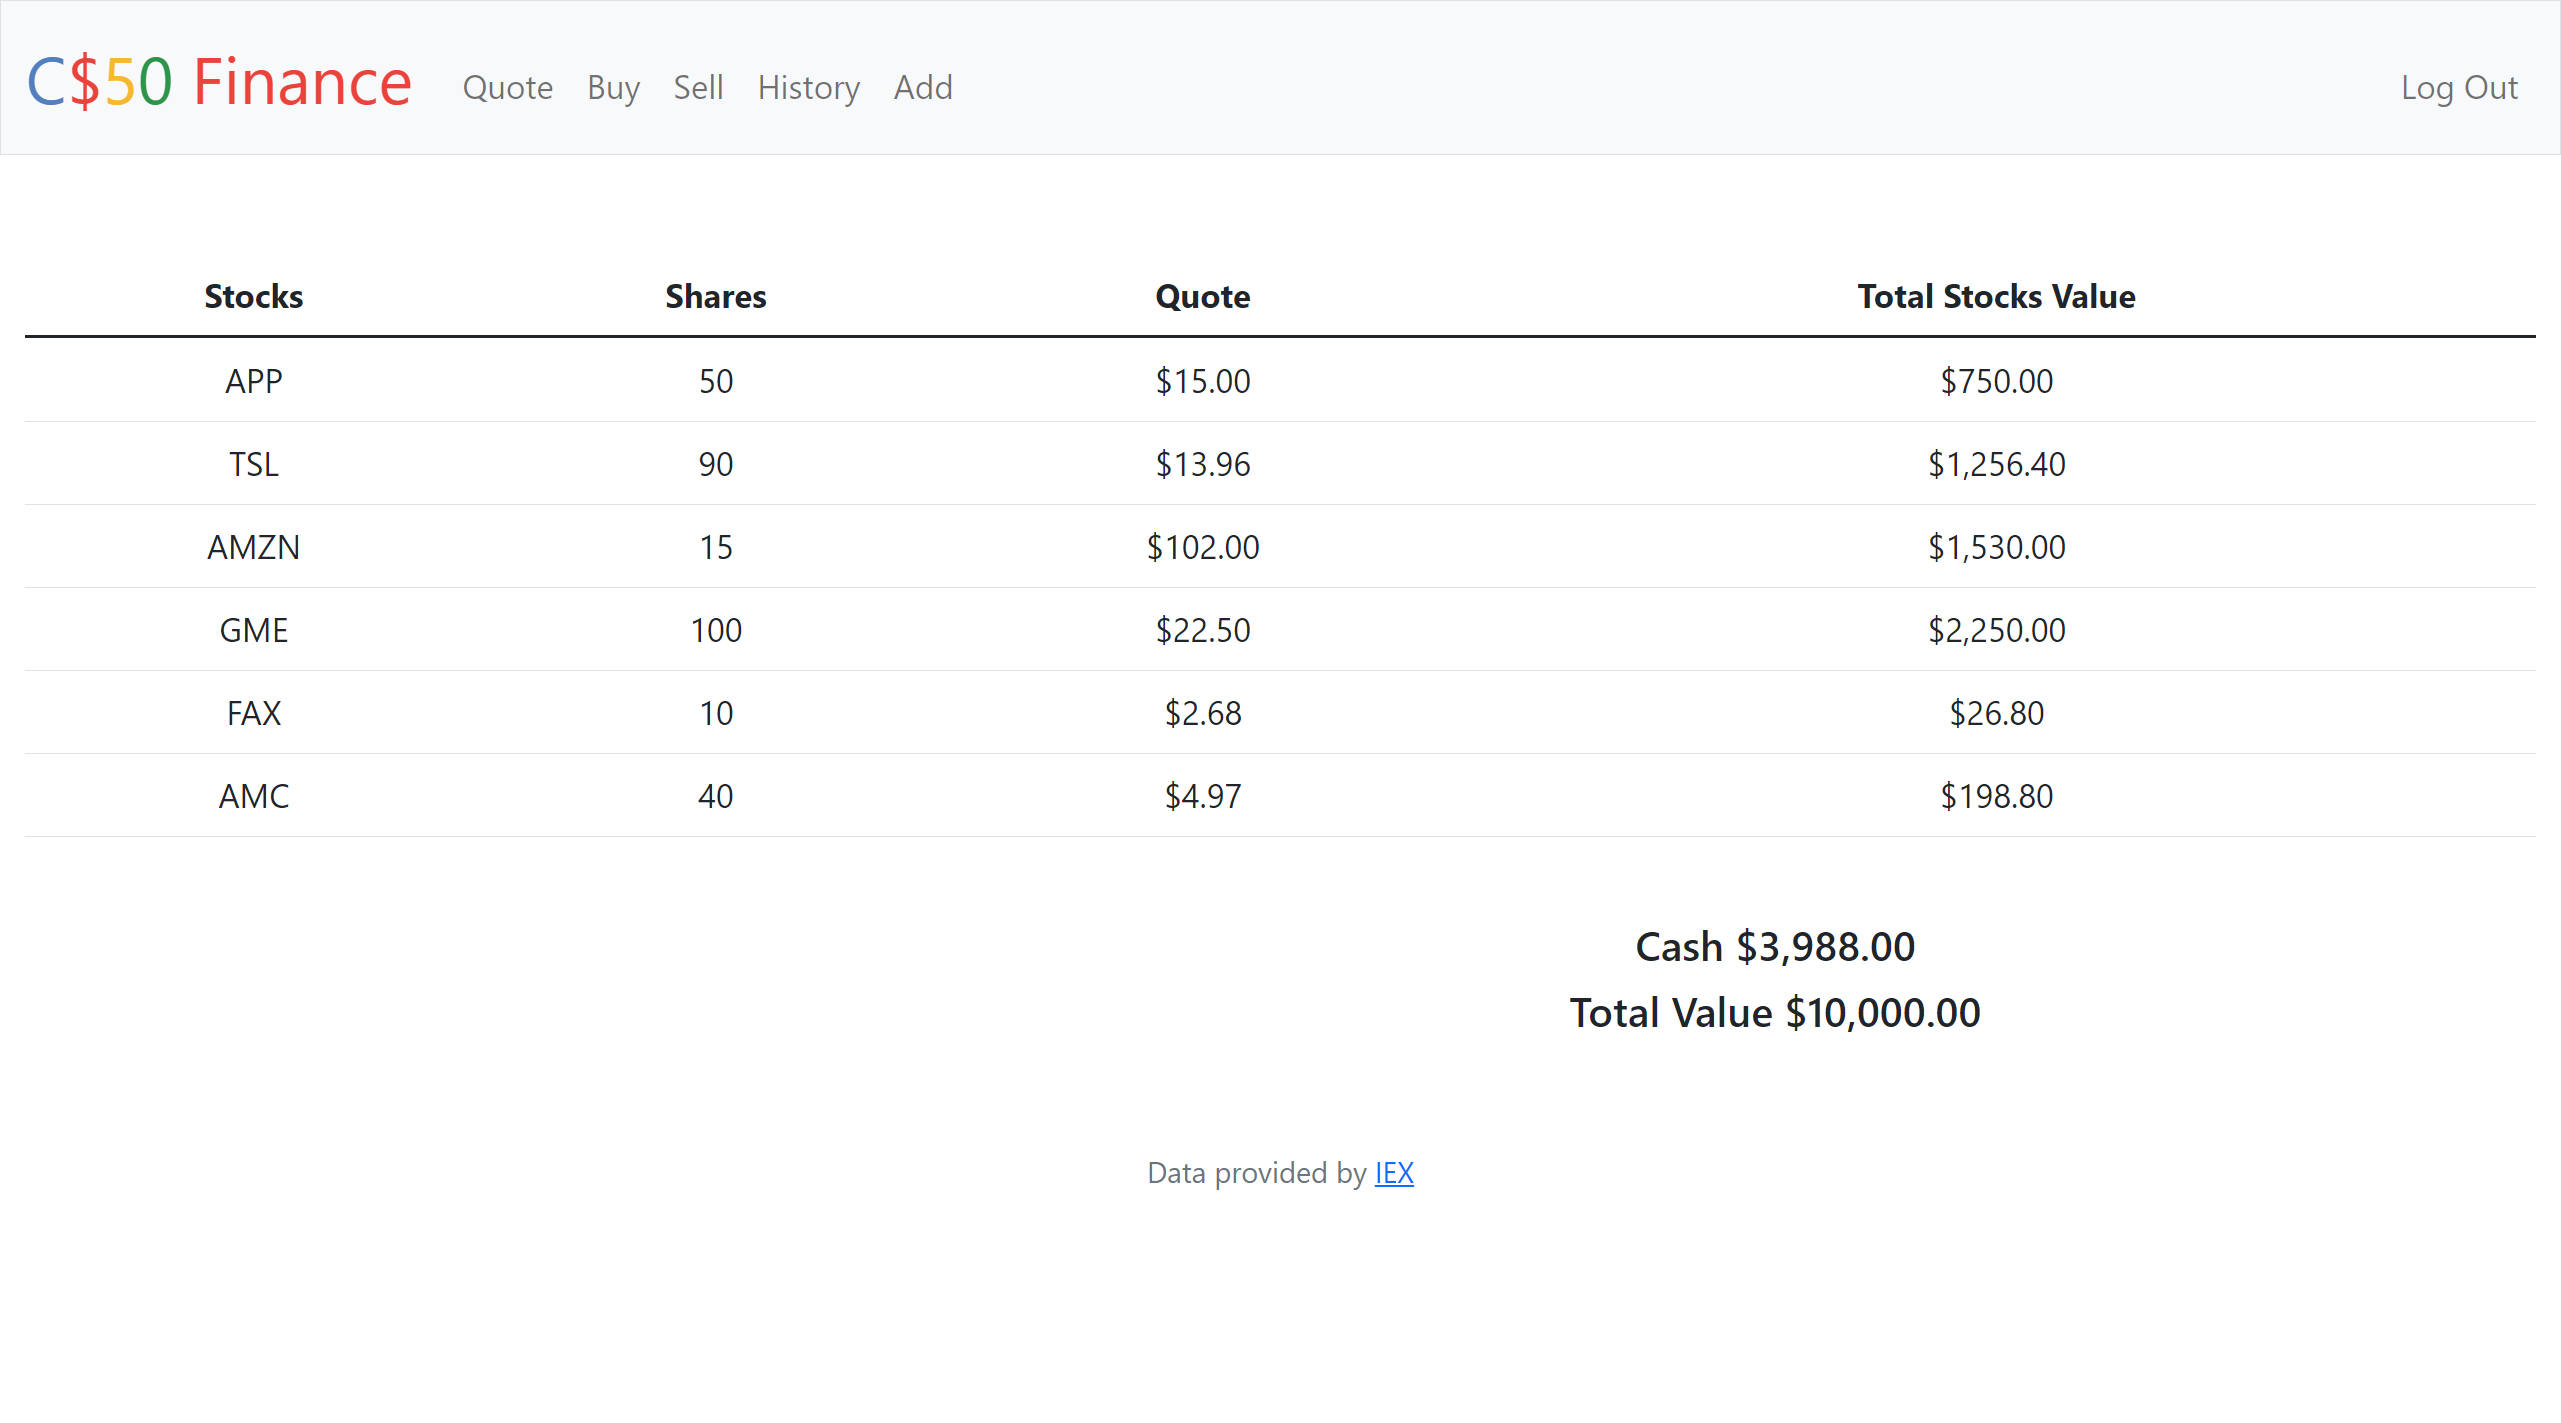 C$50 Finance Quote Buy Sell History Add Log Out
Stocks Shares Quote Total Stocks Value
APP 50 $15.00 $750.00
TSL 90 $13.96 $1,256.40
AMZN 15 $102.00 $1,530.00
GME 100 $22.50 $2,250.00
FAX 10 $2.68 $26.80
AMC 40 $4.97 $198.80
Cash $3,988.00
Total Value $10,000.00
Data provided by IEX